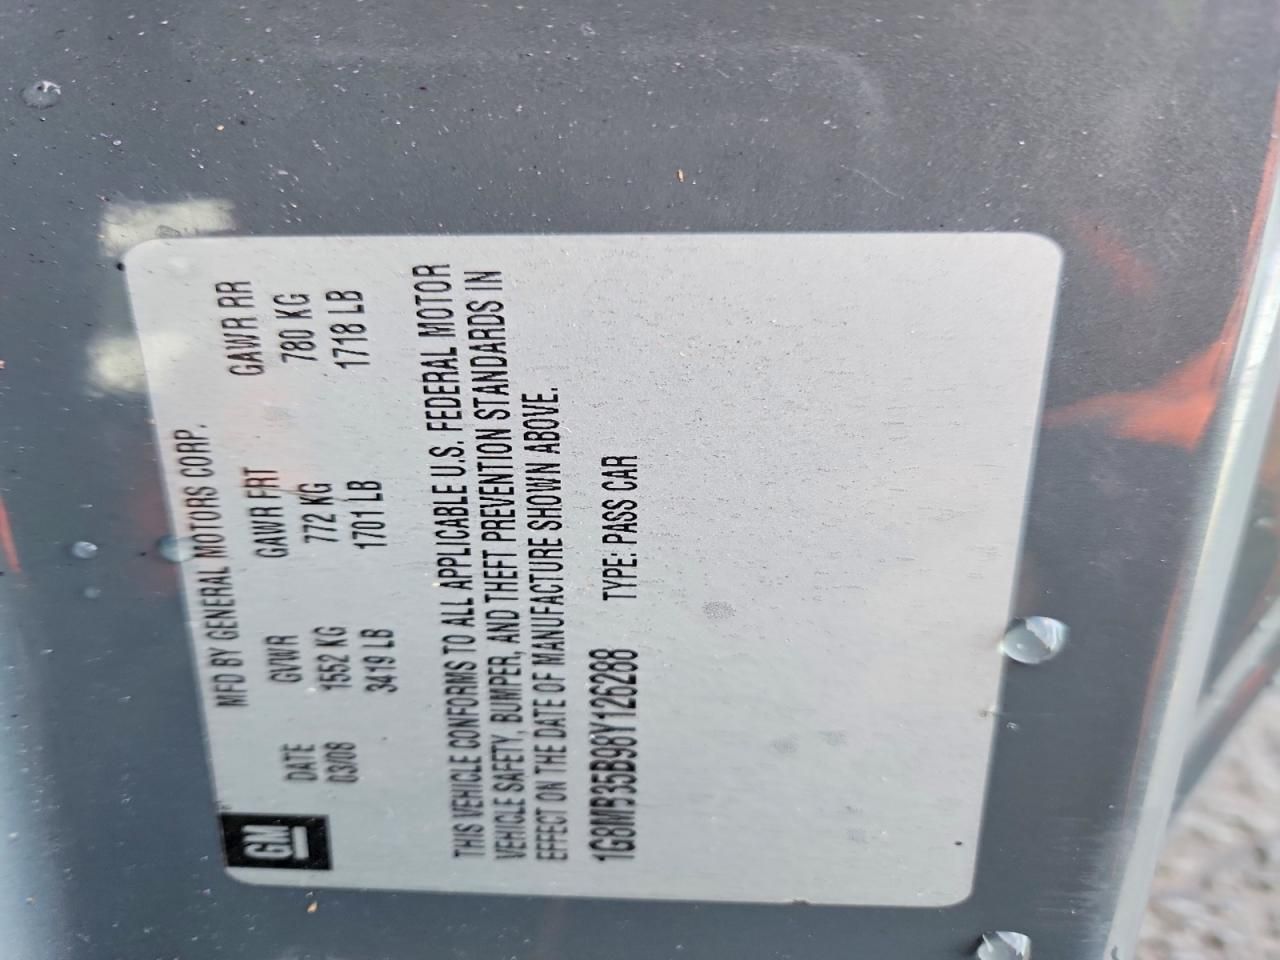 GM
MFD BY GENERAL MOTORS CORP.
DATE GVWR GAWR FRT GAWR RR
03/08 1552 KG 772 KG 780 KG
3419 LB 1701 LB 1718 LB
THIS VEHICLE CONFORMS TO ALL APPLICABLE U.S. FEDERAL MOTOR
VEHICLE SAFETY, BUMPER, AND THEFT PREVENTION STANDARDS IN
EFFECT ON THE DATE OF MANUFACTURE SHOWN ABOVE.
1G8MB35B98Y126288 TYPE: PASS CAR